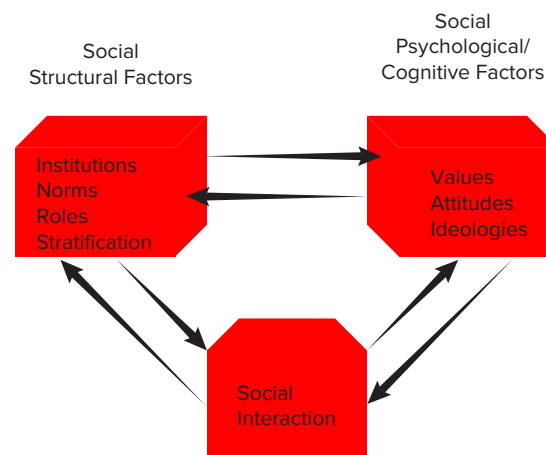 Social
Structural Factors
Social
Psychological/
Cognitive Factors
Institutions
Norms
Roles
Stratification
Values
Attitudes
Ideologies
Social
Interaction